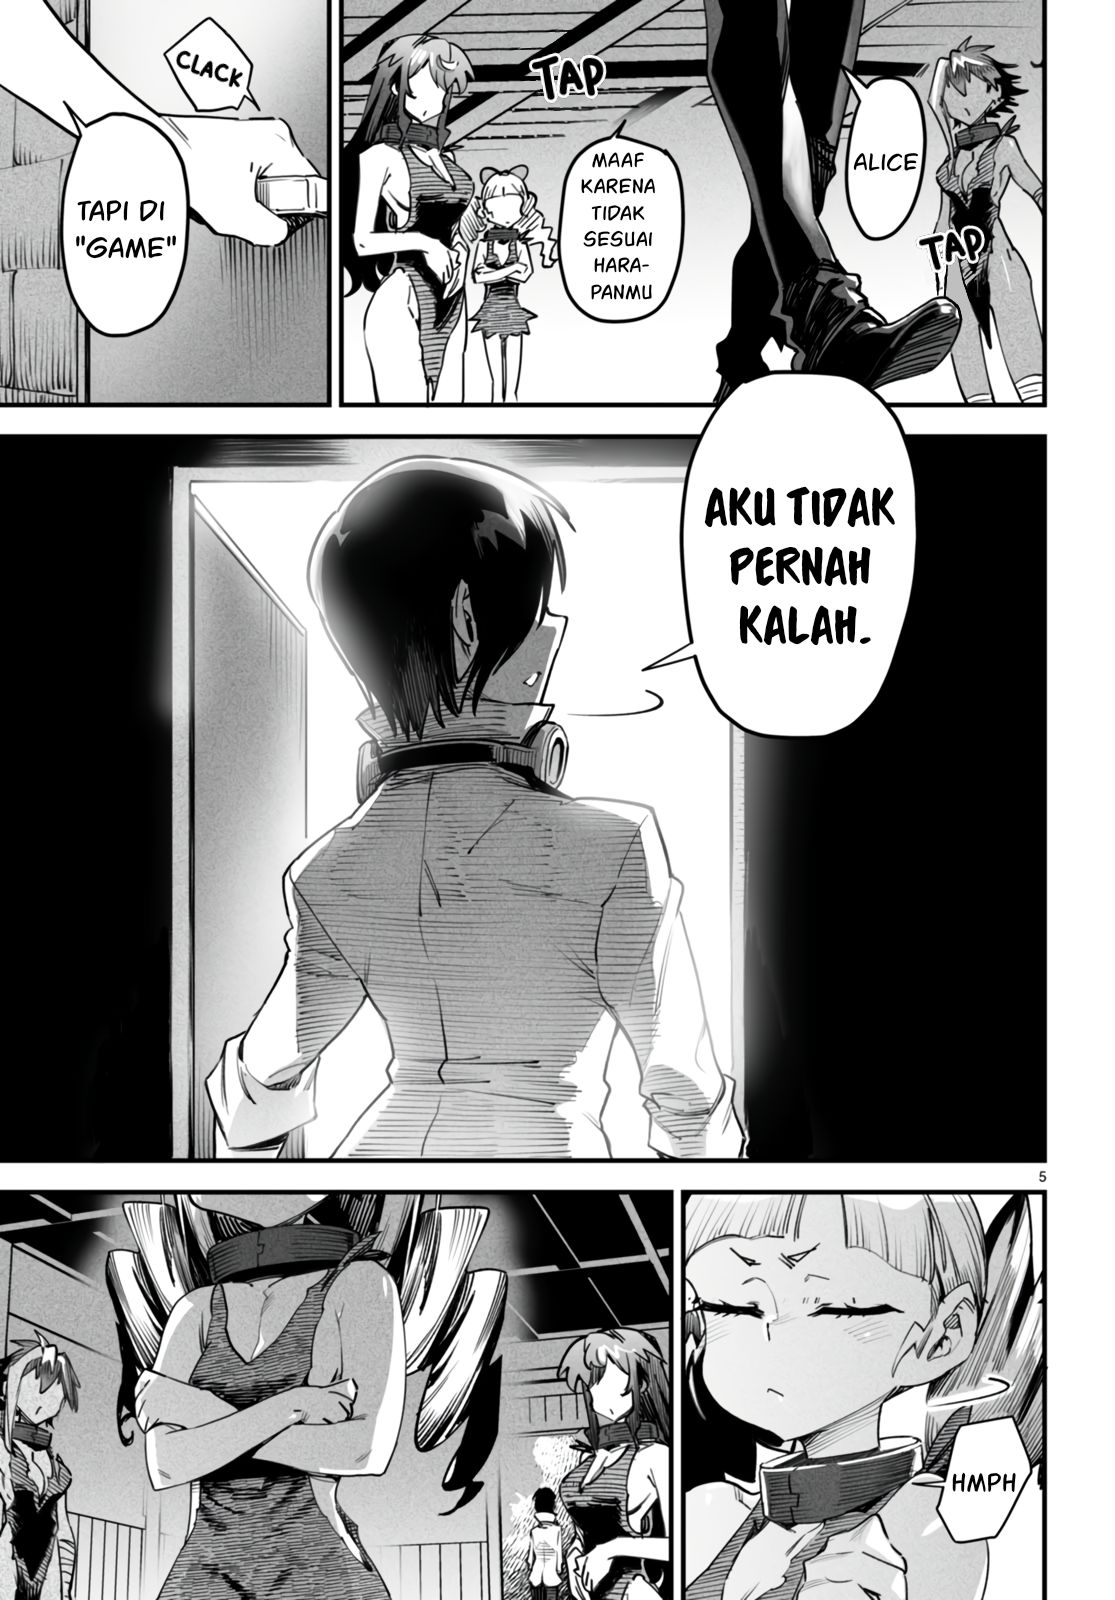 ALICE
TAP
TAP
MAAF
KARENA
TIDAK
SESUAI
HARA-
PANMU
CLACK
TAPI DI
"GAME"
AKU TIDAK
PERNAH
KALAH.
5
HMPH